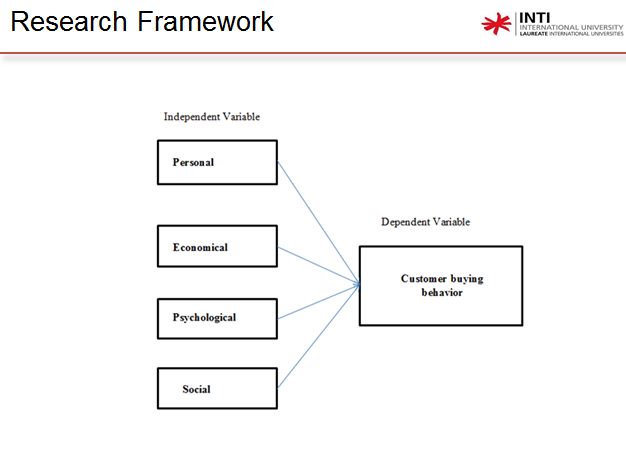 Research Framework
INTI
INTERNATIONAL UNIVERSITY
LAUREATE INTERNATIONAL UNIVERSITIES
Independent Variable
Personal
Economical
Psychological
Social
Dependent Variable
Customer buying
behavior